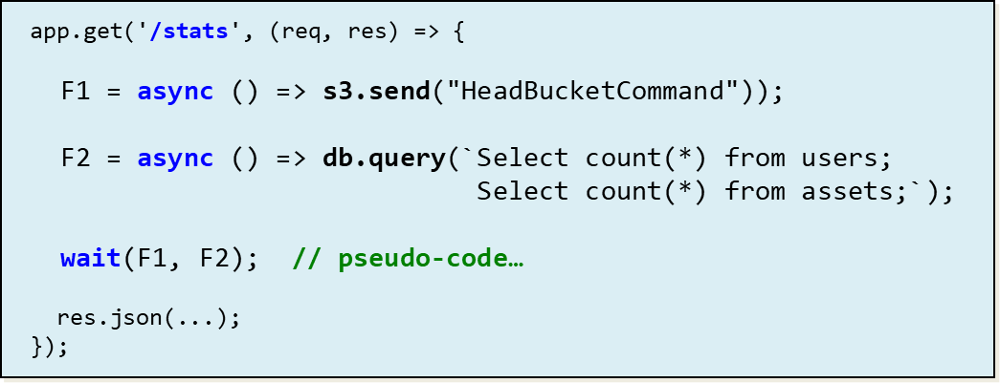 app.get('/stats', (req, res) => {
F1 = async () => s3.send("HeadBucketCommand"));
F2 = async () => db.query(`Select count(*) from users;
Select count(*) from assets;`);
wait(F1, F2);  // pseudo-code…
res.json(...);
});